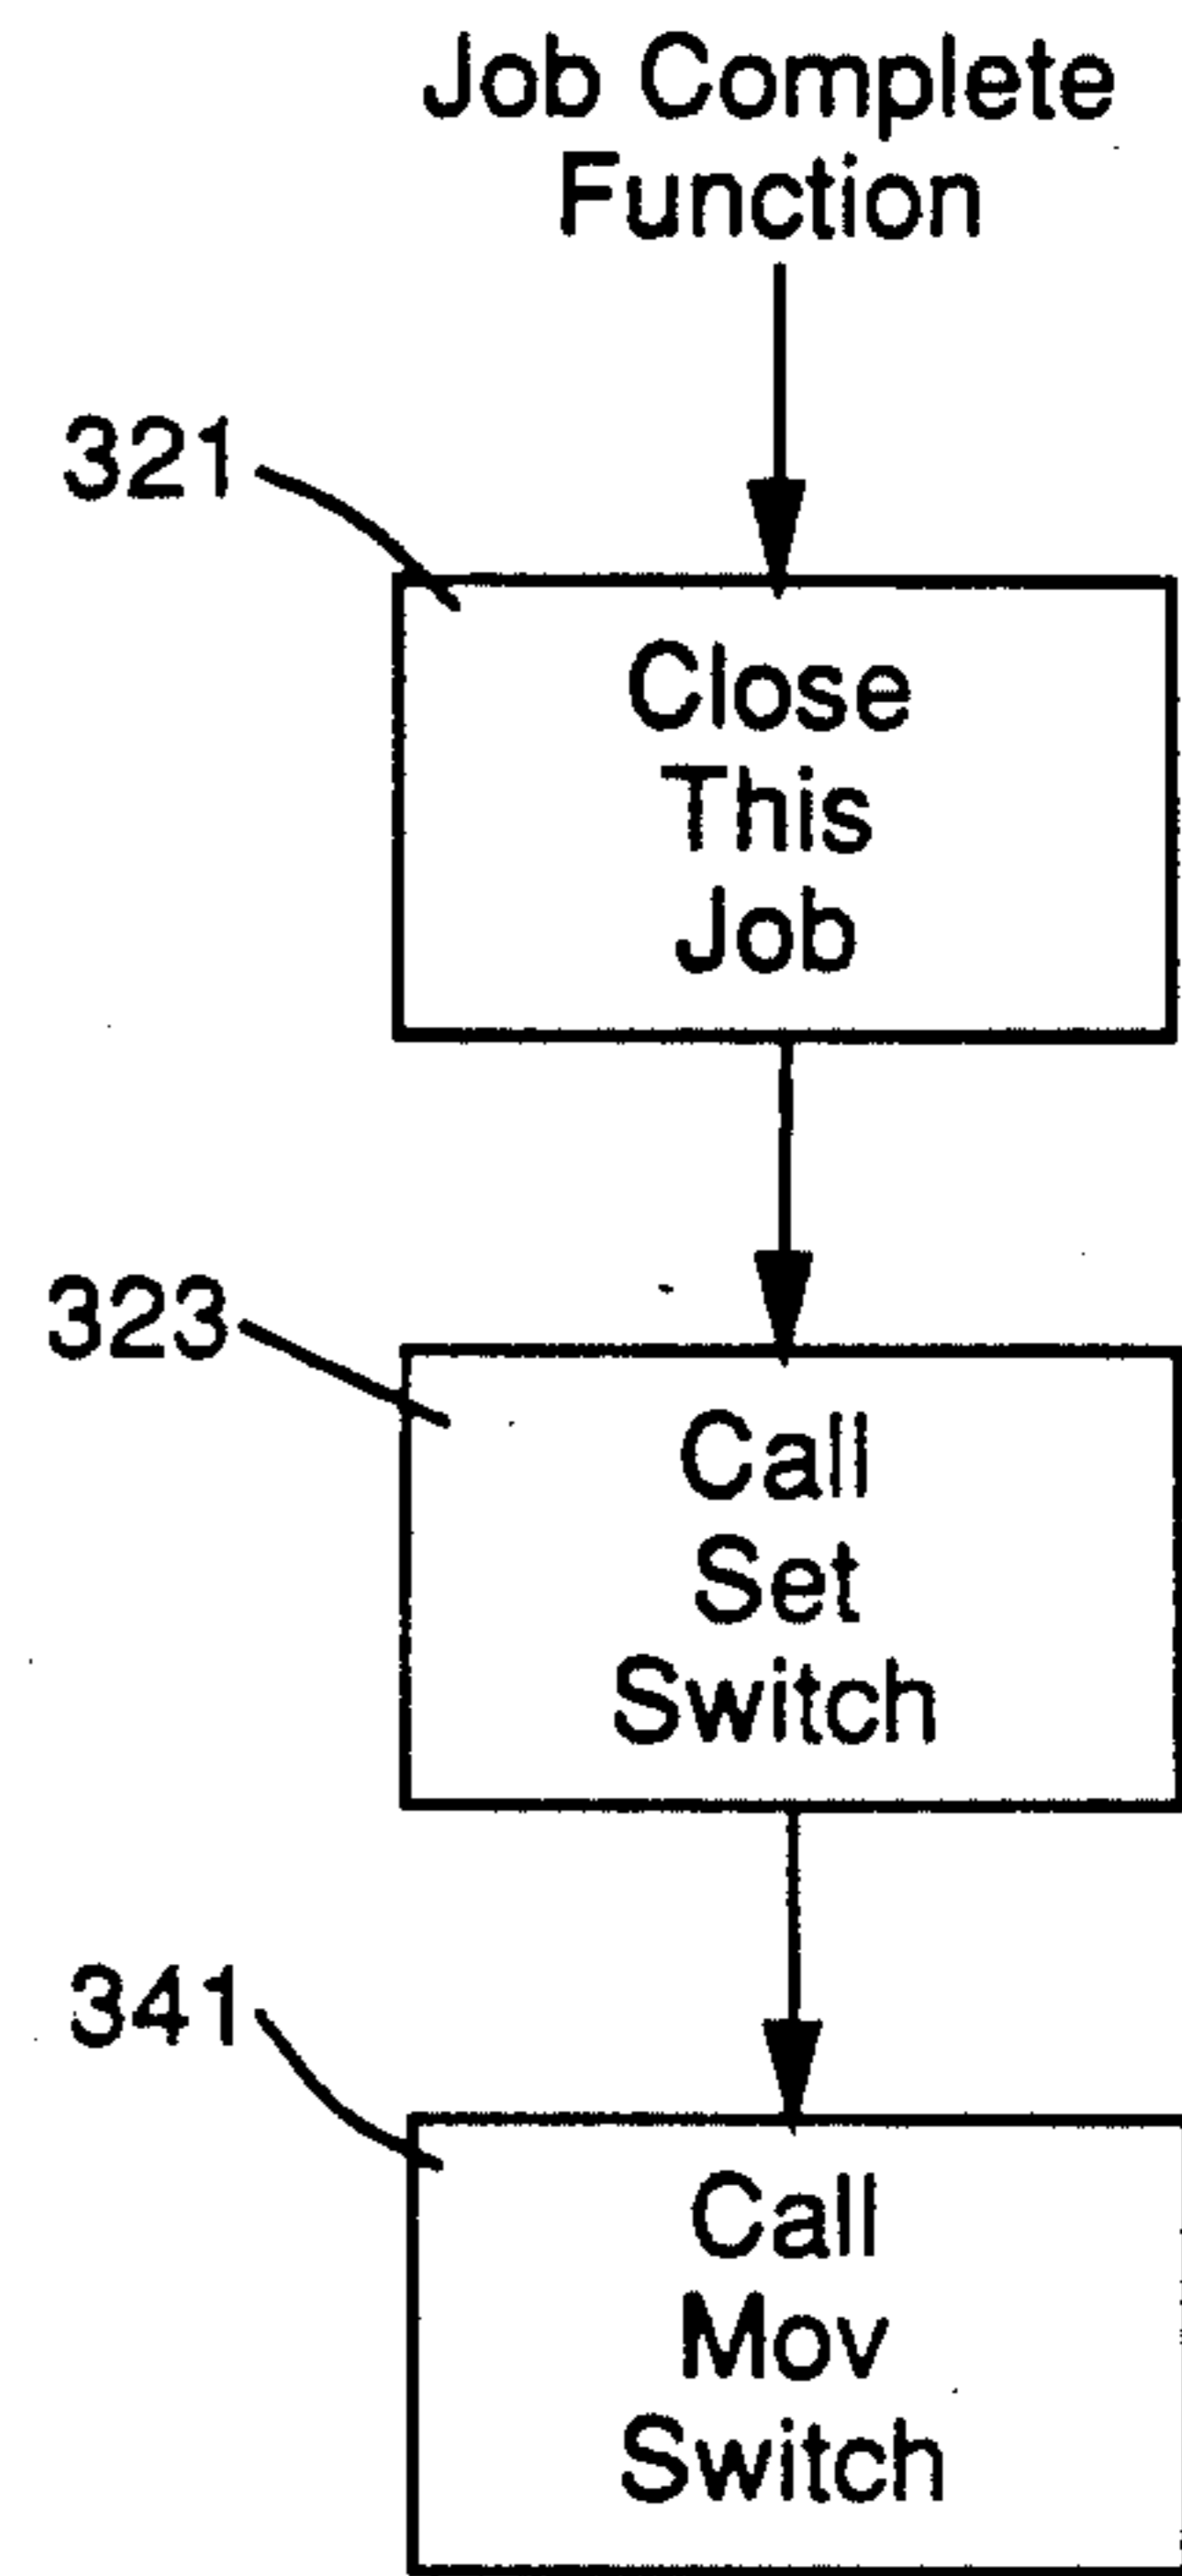 Job Complete
Function
321
Close
This
Job
323
Call
Set
Switch
341
Call
Mov
Switch